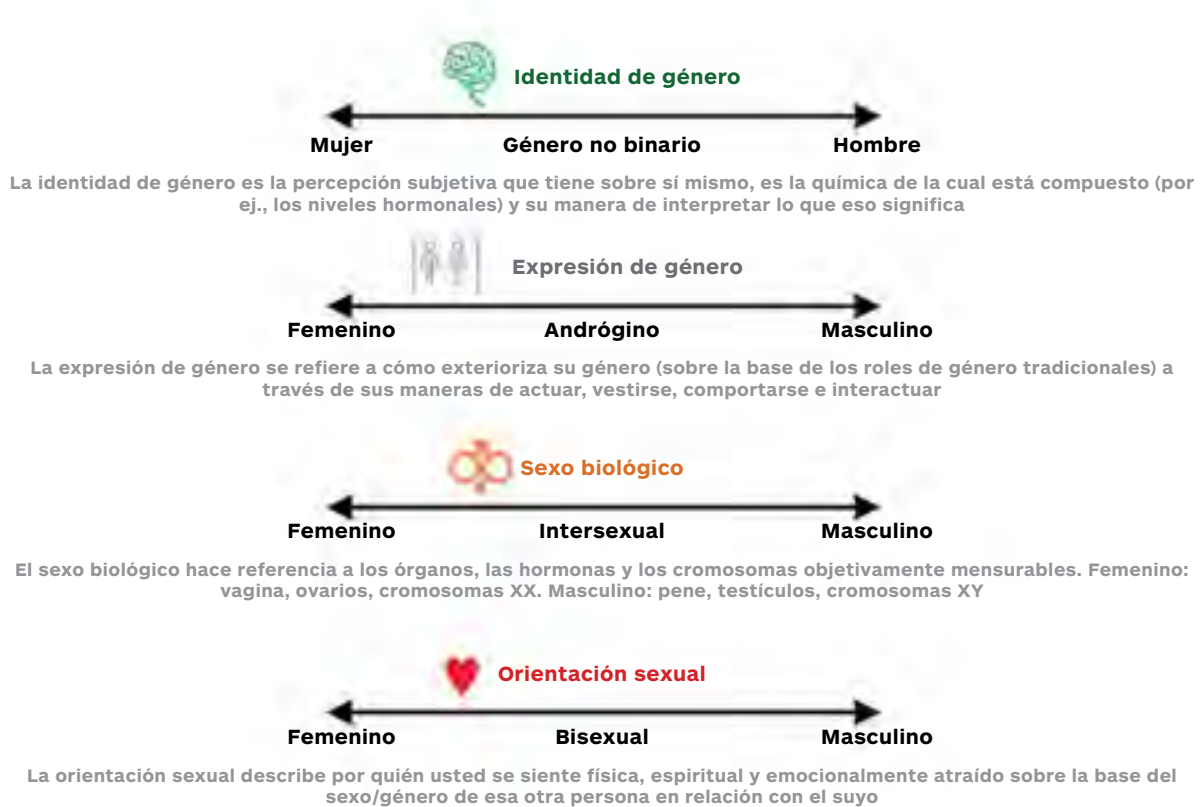 Identidad de género
Mujer Género no binario Hombre
La identidad de género es la percepción subjetiva que tiene sobre sí mismo, es la química de la cual está compuesto (por
ej., los niveles hormonales) y su manera de interpretar lo que eso significa
Expresión de género
Femenino Andrógino Masculino
La expresión de género se refiere a cómo exterioriza su género (sobre la base de los roles de género tradicionales) a
través de sus maneras de actuar, vestirse, comportarse e interactuar
Sexo biológico
Femenino Intersexual Masculino
El sexo biológico hace referencia a los órganos, las hormonas y los cromosomas objetivamente mensurables. Femenino:
vagina, ovarios, cromosomas XX. Masculino: pene, testículos, cromosomas XY
Orientación sexual
Femenino Bisexual Masculino
La orientación sexual describe por quién usted se siente física, espiritual y emocionalmente atraído sobre la base del
sexo/género de esa otra persona en relación con el suyo